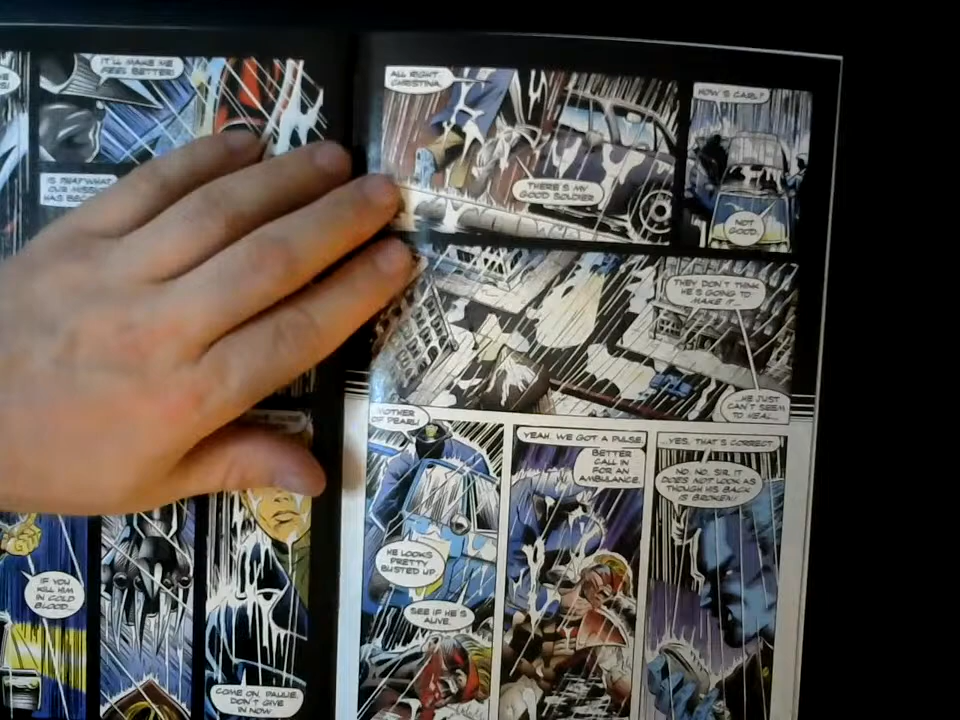 IT'LL MAKE ME
FEEL BETTER!
IS THAT WHAT
OUR
HAS
IF YOU
KILL HIM
IN COLD
BLOOD...
COME ON, PAULIE,
DON'T GIVE
IN NOW.
ALL RIGHT
CHRISTINA.
THERE'S MY
GOOD SOLDIER.
HOW'S CARL?
NOT
GOOD.
THEY DON'T THINK
HE'S GOING TO
MAKE IT...
...HE JUST
CAN'T SEEM
TO HEAL...
MOTHER
OF PEARL!
HE LOOKS
PRETTY
BUSTED UP.
SEE IF HE'S
ALIVE.
YEAH. WE GOT A PULSE.
BETTER
CALL IN
FOR AN
AMBULANCE.
...YES, THAT'S CORRECT.
NO, NO, SIR, IT
DOES NOT LOOK AS
THOUGH HIS BACK
IS BROKEN!